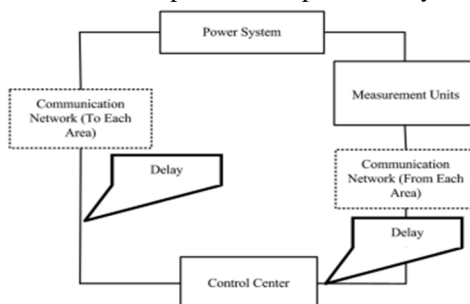 Power System
Communication
Network (To Each
Area)
Measurement Units
Delay
Communication
Network (From Each
Area)
Delay
Control Center